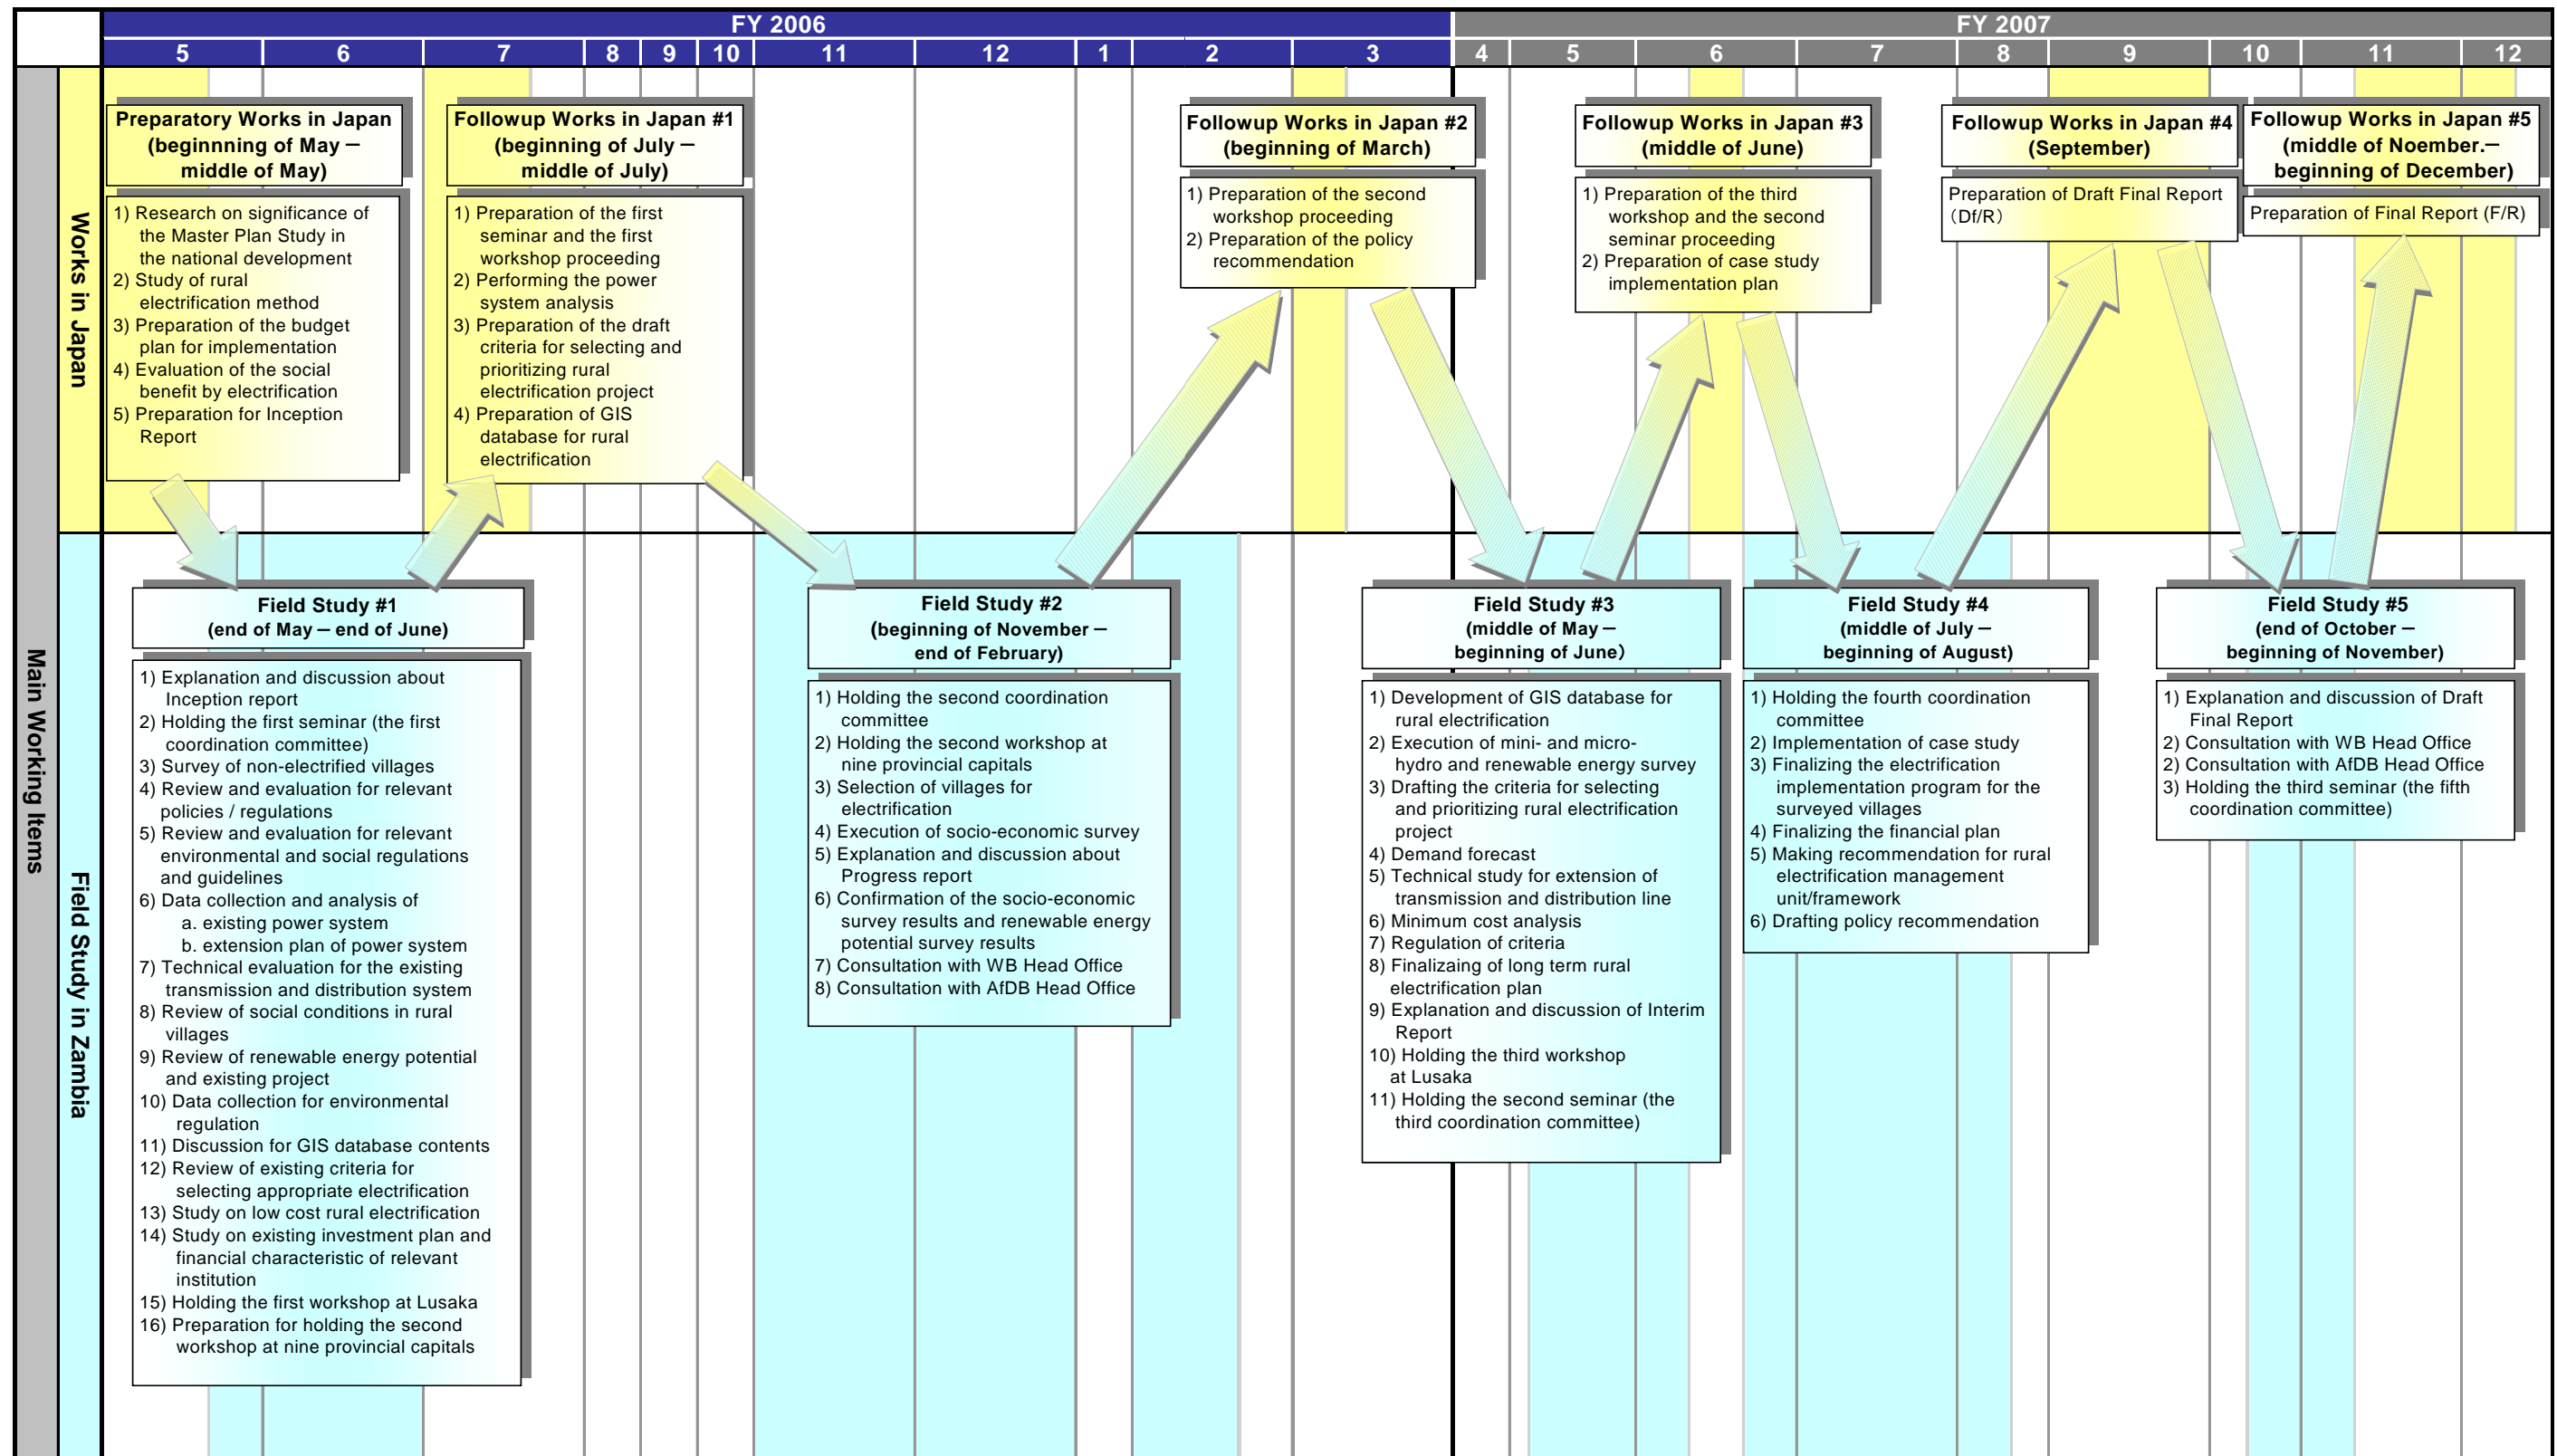 FY 2006
FY 2007
5 6 7 8 9 10 11 12 1 2 3 4 5 6 7 8 9 10 11 12
Main Working Items
Works in Japan
Preparatory Works in Japan
(beginnning of May –
middle of May)
1) Research on significance of
the Master Plan Study in
the national development
2) Study of rural
electrification method
3) Preparation of the budget
plan for implementation
4) Evaluation of the social
benefit by electrification
5) Preparation for Inception
Report
Followup Works in Japan #1
(beginning of July –
middle of July)
1) Preparation of the first
seminar and the first
workshop proceeding
2) Performing the power
system analysis
3) Preparation of the draft
criteria for selecting and
prioritizing rural
electrification project
4) Preparation of GIS
database for rural
electrification
Followup Works in Japan #2
(beginning of March)
1) Preparation of the second
workshop proceeding
2) Preparation of the policy
recommendation
Followup Works in Japan #3
(middle of June)
1) Preparation of the third
workshop and the second
seminar proceeding
2) Preparation of case study
implementation plan
Followup Works in Japan #4
(September)
Preparation of Draft Final Report
（Df/R）
Followup Works in Japan #5
(middle of Noember.–
beginning of December)
Preparation of Final Report (F/R)
Field Study in Zambia
Field Study #1
(end of May – end of June)
1) Explanation and discussion about
Inception report
2) Holding the first seminar (the first
coordination committee)
3) Survey of non-electrified villages
4) Review and evaluation for relevant
policies / regulations
5) Review and evaluation for relevant
environmental and social regulations
and guidelines
6) Data collection and analysis of
a. existing power system
b. extension plan of power system
7) Technical evaluation for the existing
transmission and distribution system
8) Review of social conditions in rural
villages
9) Review of renewable energy potential
and existing project
10) Data collection for environmental
regulation
11) Discussion for GIS database contents
12) Review of existing criteria for
selecting appropriate electrification
13) Study on low cost rural electrification
14) Study on existing investment plan and
financial characteristic of relevant
institution
15) Holding the first workshop at Lusaka
16) Preparation for holding the second
workshop at nine provincial capitals
Field Study #2
(beginning of November –
end of February)
1) Holding the second coordination
committee
2) Holding the second workshop at
nine provincial capitals
3) Selection of villages for
electrification
4) Execution of socio-economic survey
5) Explanation and discussion about
Progress report
6) Confirmation of the socio-economic
survey results and renewable energy
potential survey results
7) Consultation with WB Head Office
8) Consultation with AfDB Head Office
Field Study #3
(middle of May –
beginning of June）
1) Development of GIS database for
rural electrification
2) Execution of mini- and micro-
hydro and renewable energy survey
3) Drafting the criteria for selecting
and prioritizing rural electrification
project
4) Demand forecast
5) Technical study for extension of
transmission and distribution line
6) Minimum cost analysis
7) Regulation of criteria
8) Finalizaing of long term rural
electrification plan
9) Explanation and discussion of Interim
Report
10) Holding the third workshop
at Lusaka
11) Holding the second seminar (the
third coordination committee)
Field Study #4
(middle of July –
beginning of August)
1) Holding the fourth coordination
committee
2) Implementation of case study
3) Finalizing the electrification
implementation program for the
surveyed villages
4) Finalizing the financial plan
5) Making recommendation for rural
electrification management
unit/framework
6) Drafting policy recommendation
Field Study #5
(end of October –
beginning of November)
1) Explanation and discussion of Draft
Final Report
2) Consultation with WB Head Office
2) Consultation with AfDB Head Office
3) Holding the third seminar (the fifth
coordination committee)